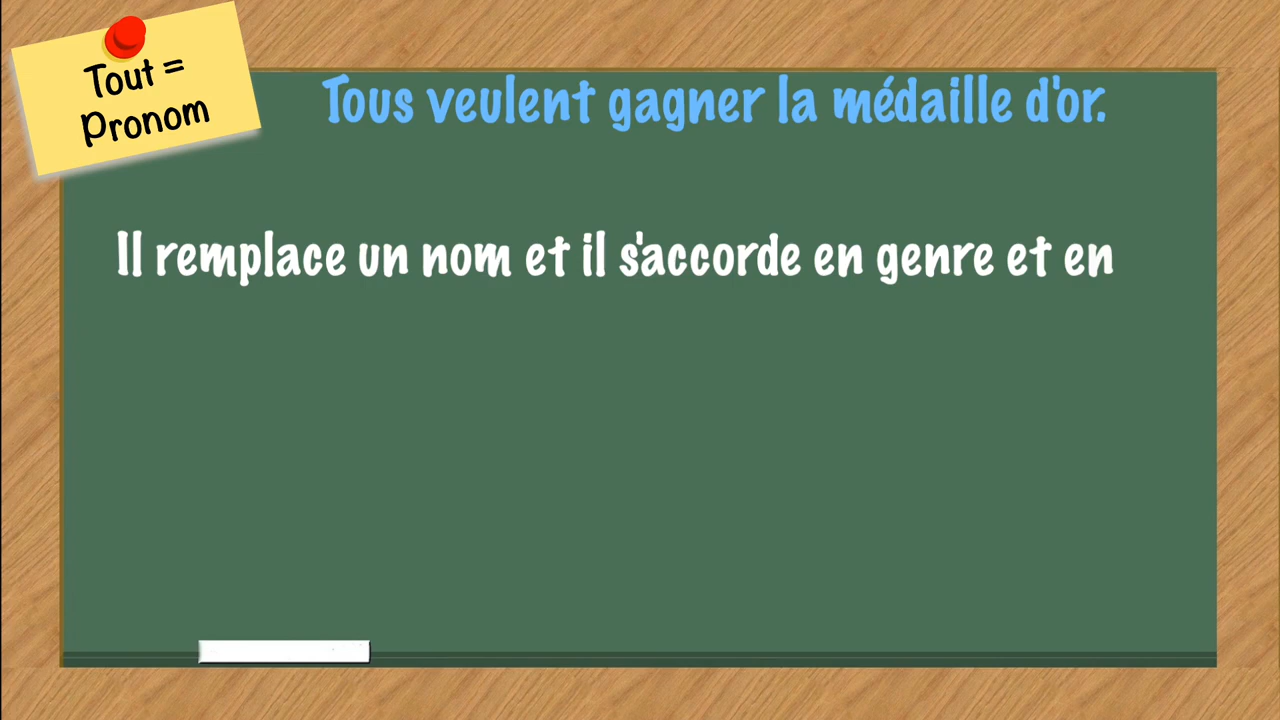 Tout =
Pronom
Tous veulent gagner la médaille d'or.
Il remplace un nom et il s'accorde en genre et en